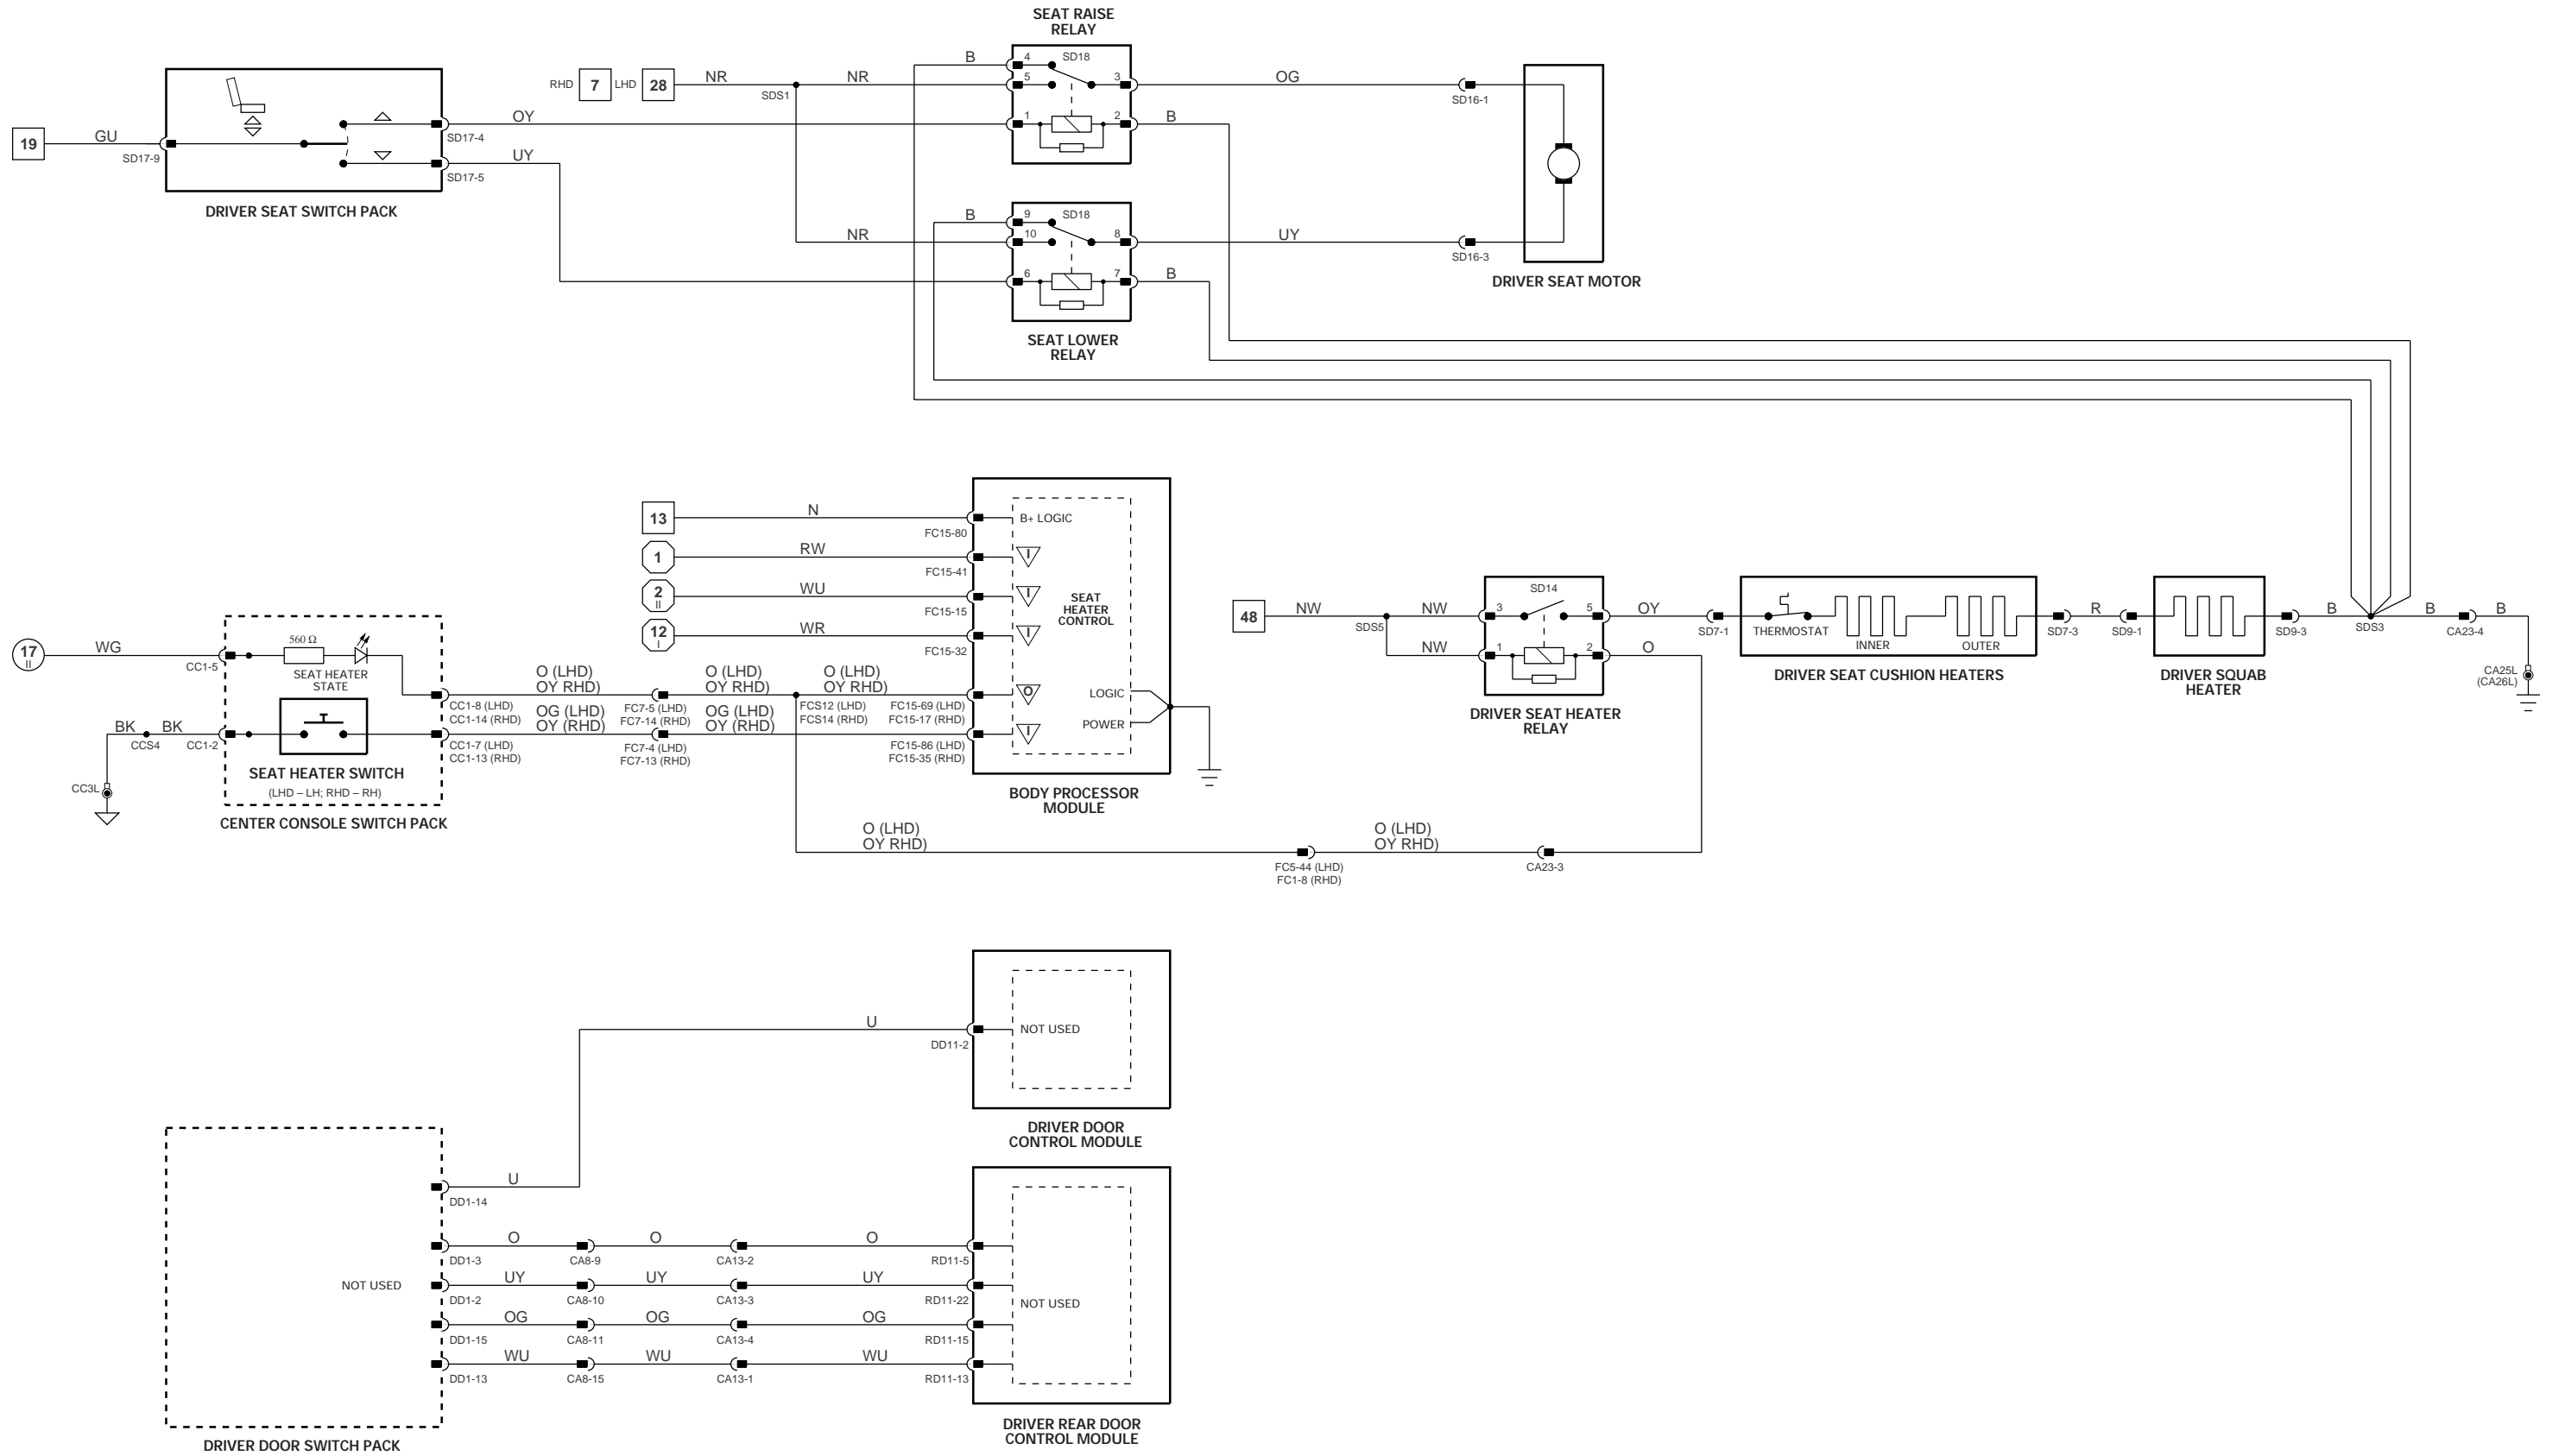 SEAT RAISE
RELAY
B
4
SD18
RHD
7
LHD
28
NR
NR
5
3
OG
SDS1
SD16-1
19
GU
SD17-9
OY
SD17-4
1
2
B
UY
SD17-5
DRIVER SEAT SWITCH PACK
B
9
SD18
NR
10
8
UY
SD16-3
6
7
B
DRIVER SEAT MOTOR
SEAT LOWER
RELAY
13
N
B+ LOGIC
FC15-80
1
RW
I
FC15-41
2
II
WU
I
FC15-15
SEAT
HEATER
CONTROL
12
I
WR
I
FC15-32
48
NW
NW
SDS5
NW
SD14
3
5
1
2
OY
O
SD7-1
THERMOSTAT
INNER
OUTER
SD7-3
R
SD9-1
SD9-3
B
SDS3
B
CA23-4
B
CA25L
(CA26L)
DRIVER SEAT HEATER
RELAY
DRIVER SEAT CUSHION HEATERS
DRIVER SQUAB
HEATER
17
II
WG
CC1-5
560 Ω
SEAT HEATER
STATE
O (LHD)
OY RHD)
O (LHD)
OY RHD)
O (LHD)
OY RHD)
O
LOGIC
CC1-8 (LHD)
CC1-14 (RHD)
FC7-5 (LHD)
FC7-14 (RHD)
FCS12 (LHD)
FCS14 (RHD)
FC15-69 (LHD)
FC15-17 (RHD)
OG (LHD)
OY (RHD)
OG (LHD)
OY (RHD)
POWER
BK
BK
CCS4
CC1-2
I
CC1-7 (LHD)
CC1-13 (RHD)
FC7-4 (LHD)
FC7-13 (RHD)
FC15-86 (LHD)
FC15-35 (RHD)
CC3L
SEAT HEATER SWITCH
(LHD – LH; RHD – RH)
CENTER CONSOLE SWITCH PACK
BODY PROCESSOR
MODULE
O (LHD)
OY RHD)
O (LHD)
OY RHD)
FC5-44 (LHD)
FC1-8 (RHD)
CA23-3
U
NOT USED
DD11-2
DRIVER DOOR
CONTROL MODULE
U
DD1-14
O
O
O
DD1-3
CA8-9
CA13-2
RD11-5
NOT USED
UY
UY
UY
DD1-2
CA8-10
CA13-3
RD11-22
NOT USED
OG
OG
OG
DD1-15
CA8-11
CA13-4
RD11-15
WU
WU
WU
DD1-13
CA8-15
CA13-1
RD11-13
DRIVER REAR DOOR
CONTROL MODULE
DRIVER DOOR SWITCH PACK